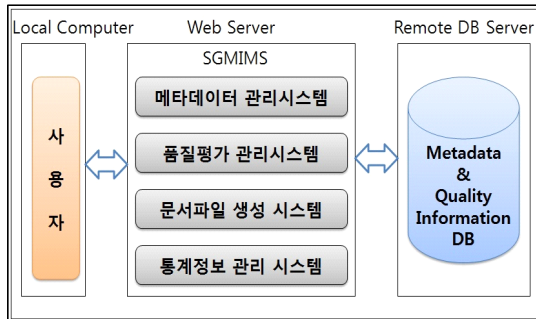 Local Computer
Web Server
Remote DB Server
SGMIMS
사
용
자
메타데이터 관리시스템
품질평가 관리시스템
문서파일 생성 시스템
통계정보 관리 시스템
Metadata
&
Quality
Information
DB